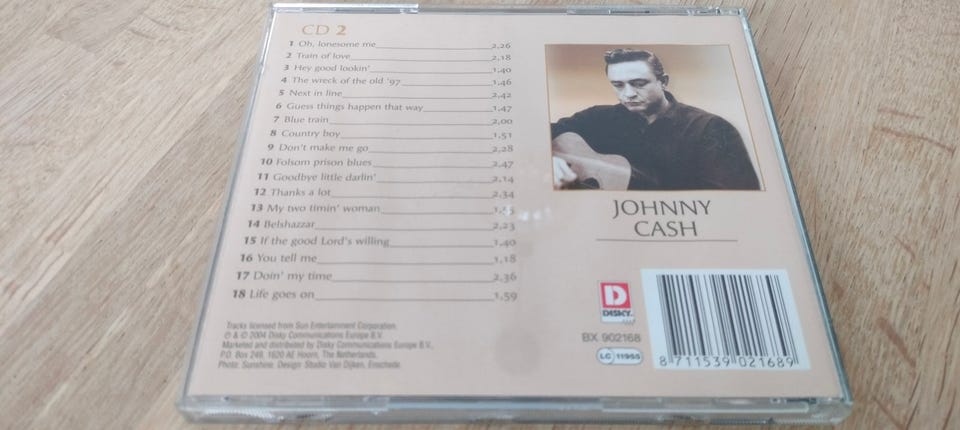 CD 2
1 Oh, lonesome me 2,26
2 Train of love 2,18
3 Hey good lookin' 1,40
4 The wreck of the old '97 1,46
5 Next in line 2,42
6 Guess things happen that way 1,47
7 Blue train 2,00
8 Country boy 1,51
9 Don't make me go 2,28
10 Folsom prison blues 2,47
11 Goodbye little darlin' 2,14
12 Thanks a lot 2,34
13 My two timin' woman
14 Belshazzar 2,23
15 If the good Lord's willing 1,40
16 You tell me 1,18
17 Doin' my time 2,36
18 Life goes on 1,59
Tracks licensed from Sun Entertainment Corporation.
℗ & © 2004 Disky Communications Europe B.V.
Marketed and distributed by Disky Communications Europe B.V.,
P.O. Box 249, 1620 AE Hoorn, The Netherlands.
Photo: Sunshine. Design: Studio Van Dijken, Enschede.
JOHNNY
CASH
D
DISKY
BX 902168
LC 11955
8 711539 021689